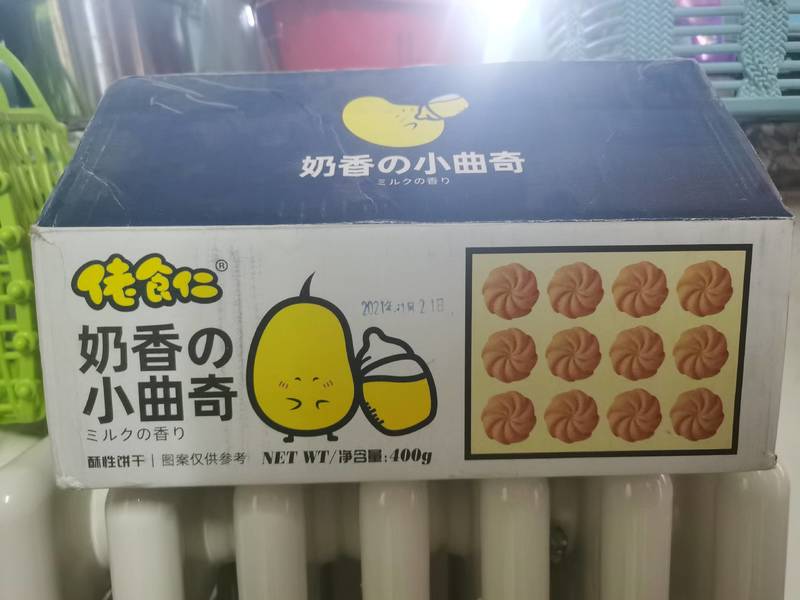 奶香の小曲奇
ミルクの香り
佬食仁®
奶香の
小曲奇
ミルクの香り
酥性饼干 | 图案仅供参考 NET WT/净含量:400g